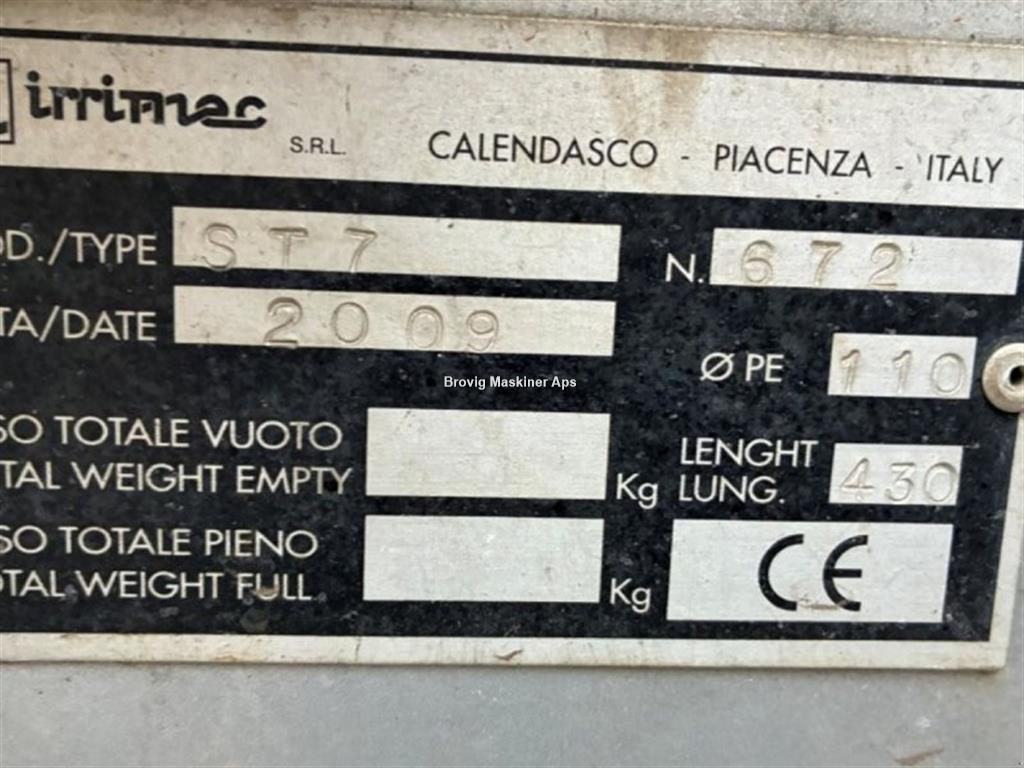 irrimec S.R.L. CALENDASCO - PIACENZA - ITALY
OD./TYPE ST7 N. 672
TA/DATE 2009
Ø PE 110
Brovig Maskiner Aps
SO TOTALE VUOTO
TAL WEIGHT EMPTY Kg
LENGHT
LUNG. 430
SO TOTALE PIENO
OTAL WEIGHT FULL Kg
CE